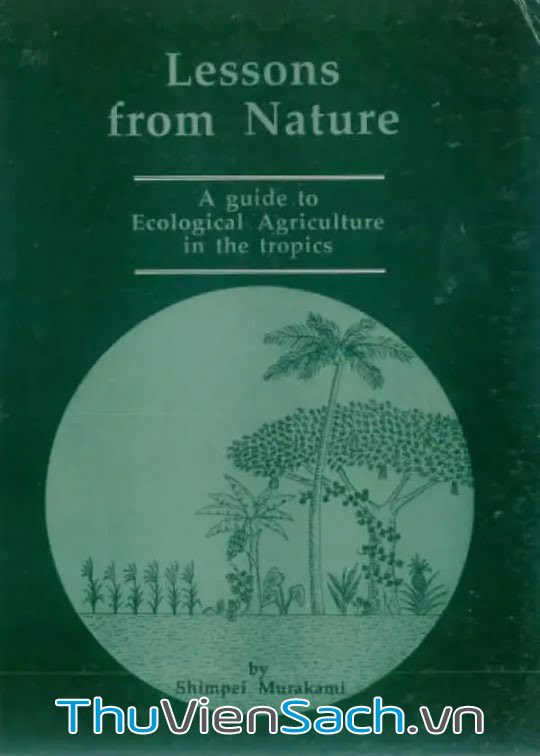 Lessons
from Nature
A guide to
Ecological Agriculture
in the tropics
by
Shimpei Murakami
ThuVienSach.vn